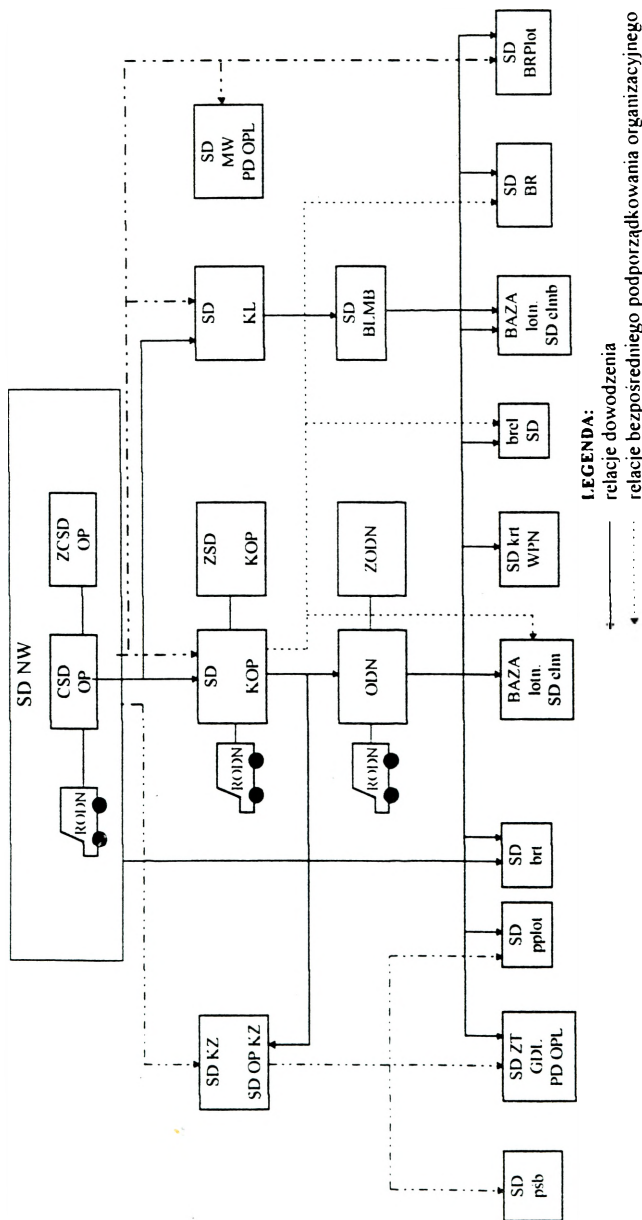 SD NW
RODN
CSD
OP
ZCSD
OP
SD KZ
SD OP KZ
RODN
SD
KOP
ZSD
KOP
SD
KL
SD
MW
PD OPL
RODN
ODN
ZODN
SD
BLMB
SD
psb
SD ZT
GDL
PD OPL
SD
pplot
SD
brt
BAZA
lotn.
SD clm
SD krt
WPN
brcl
SD
BAZA
lotn.
SD clmb
SD
BR
SD
BRPlot
LEGENDA:
relacje dowodzenia
relacje bezpośredniego podporządkowania organizacyjnego